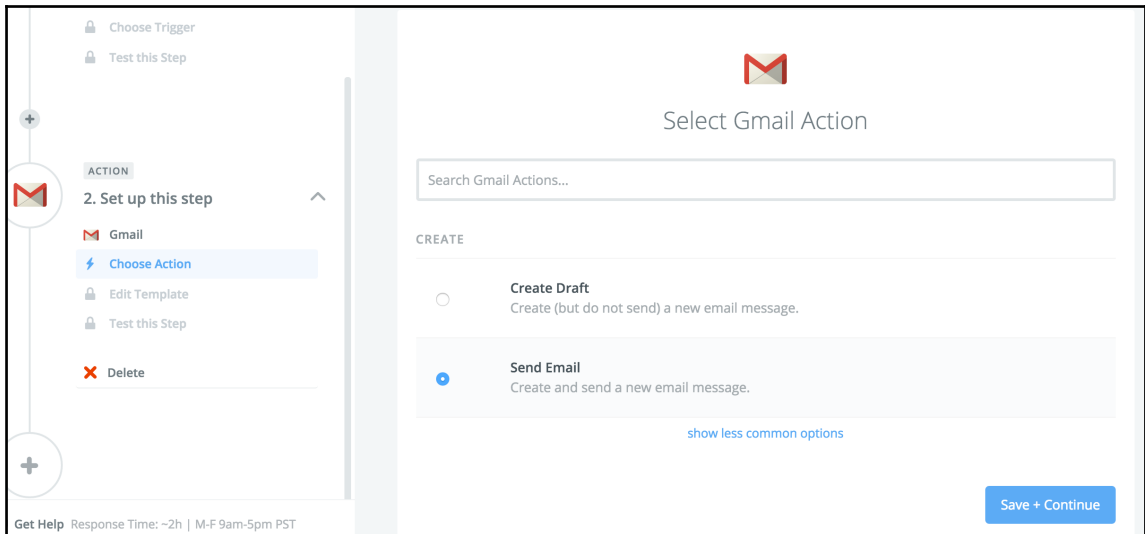 Choose Trigger
Test this Step
ACTION
2. Set up this step
Gmail
Choose Action
Edit Template
Test this Step
Delete
Get Help Response Time: ~2h | M-F 9am-5pm PST
Select Gmail Action
Search Gmail Actions...
CREATE
Create Draft
Create (but do not send) a new email message.
Send Email
Create and send a new email message.
show less common options
Save + Continue